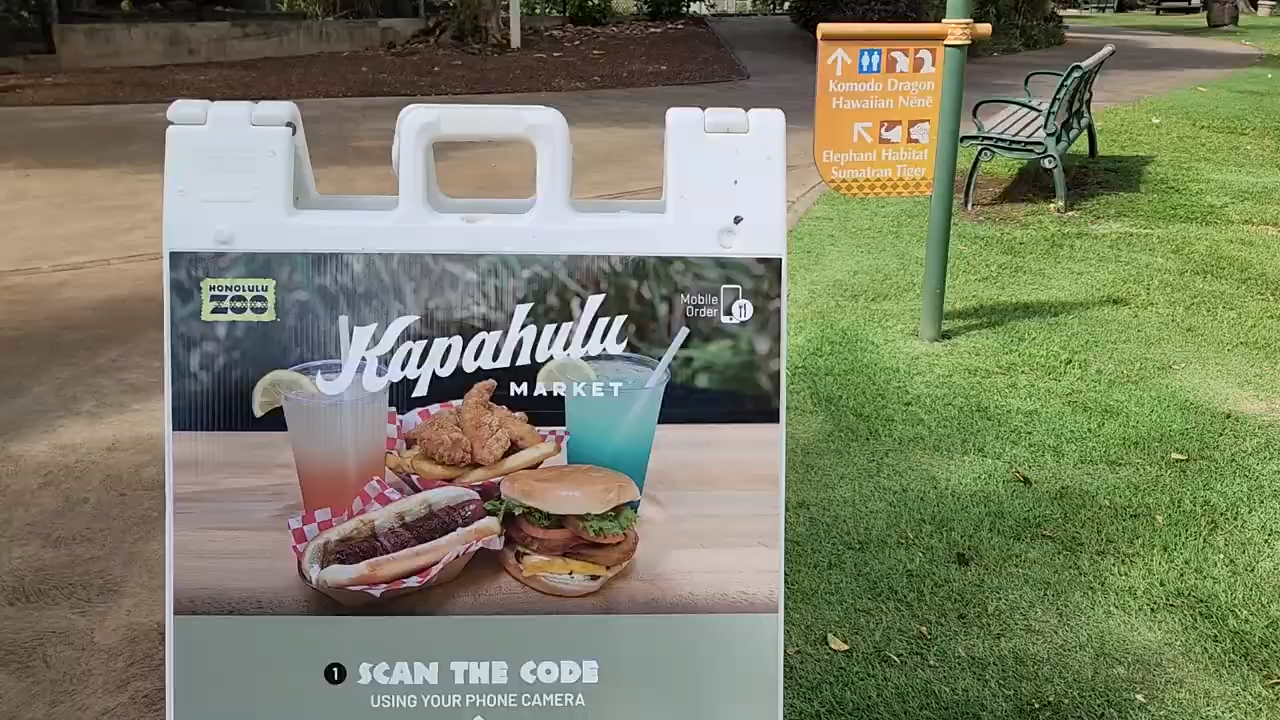 Komodo Dragon
Hawaiian Nēnē
Elephant Habitat
Sumatran Tiger
HONOLULU
ZOO
Mobile
Order
Kapahulu
MARKET
1 SCAN THE CODE
USING YOUR PHONE CAMERA